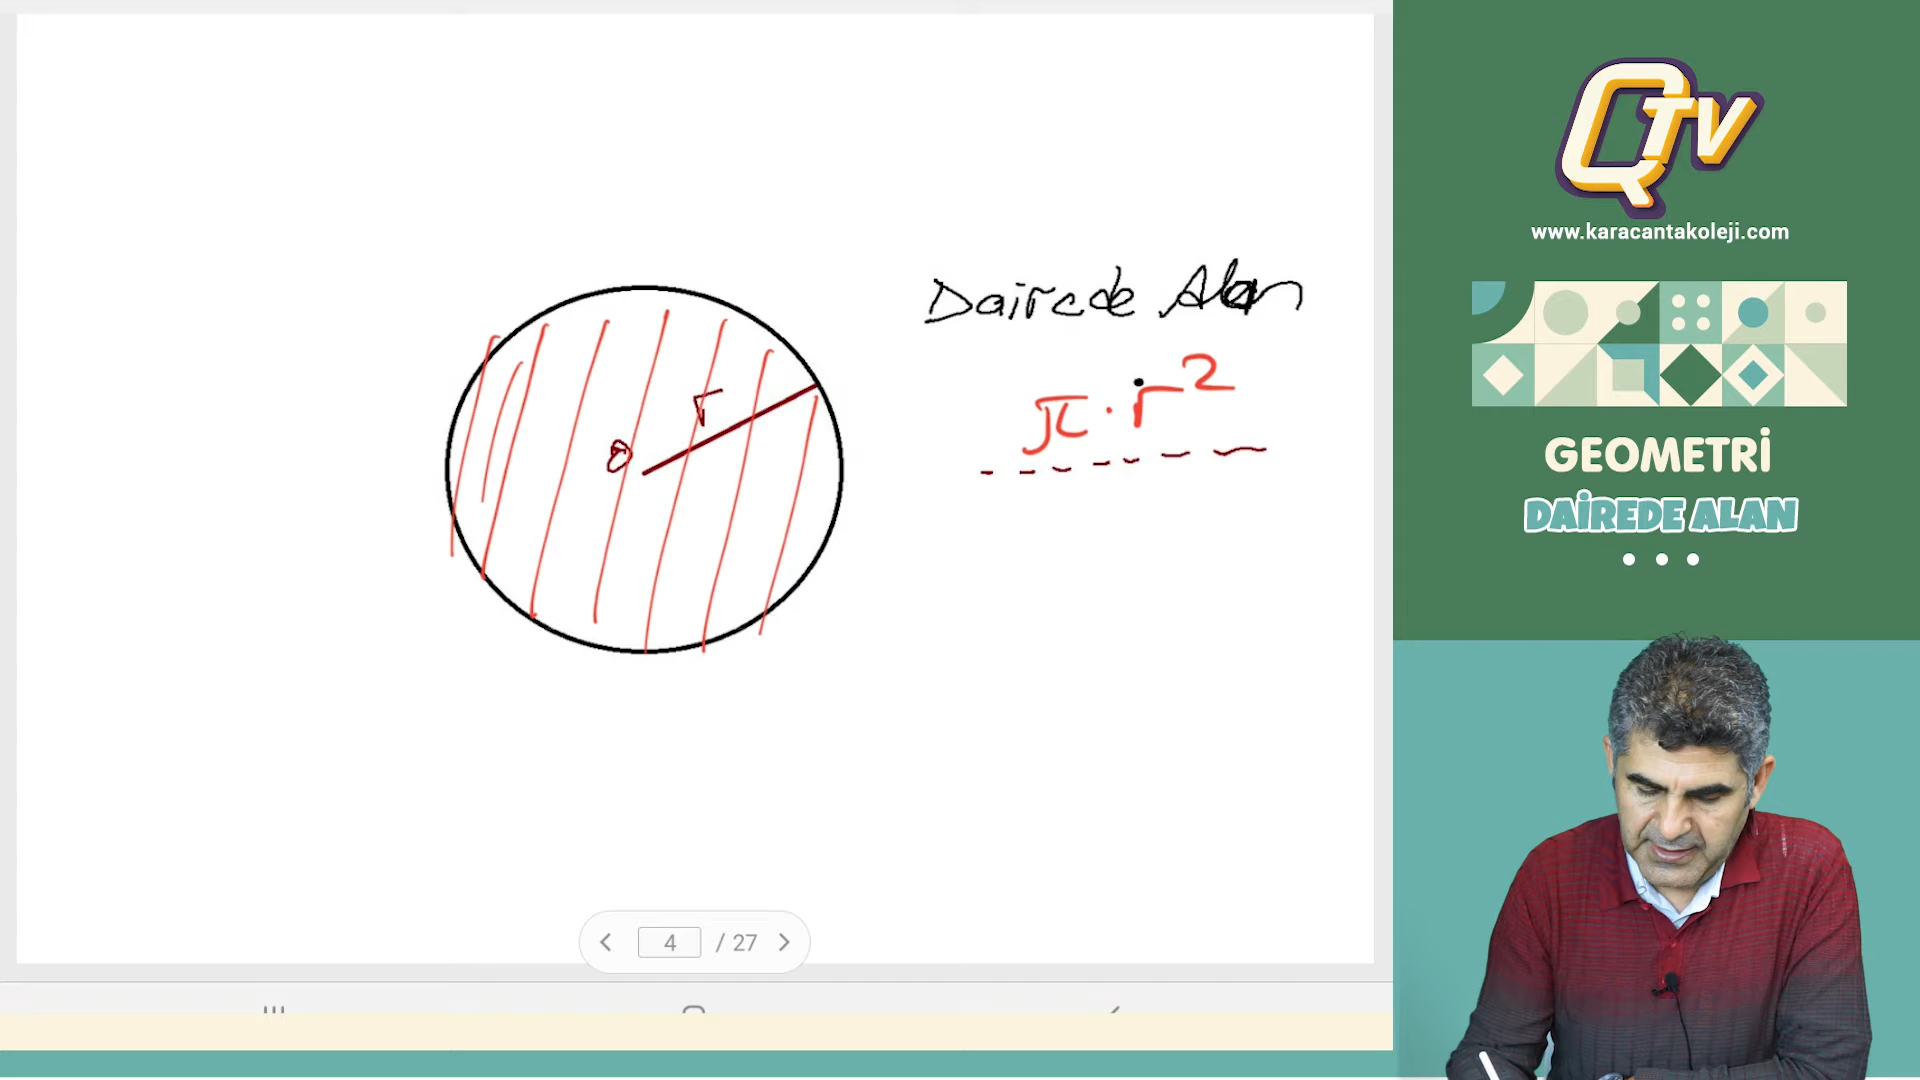 Dairede Alan
π · r²
r
O
4 / 27
QTV
www.karacantakoleji.com
GEOMETRİ
DAİREDE ALAN